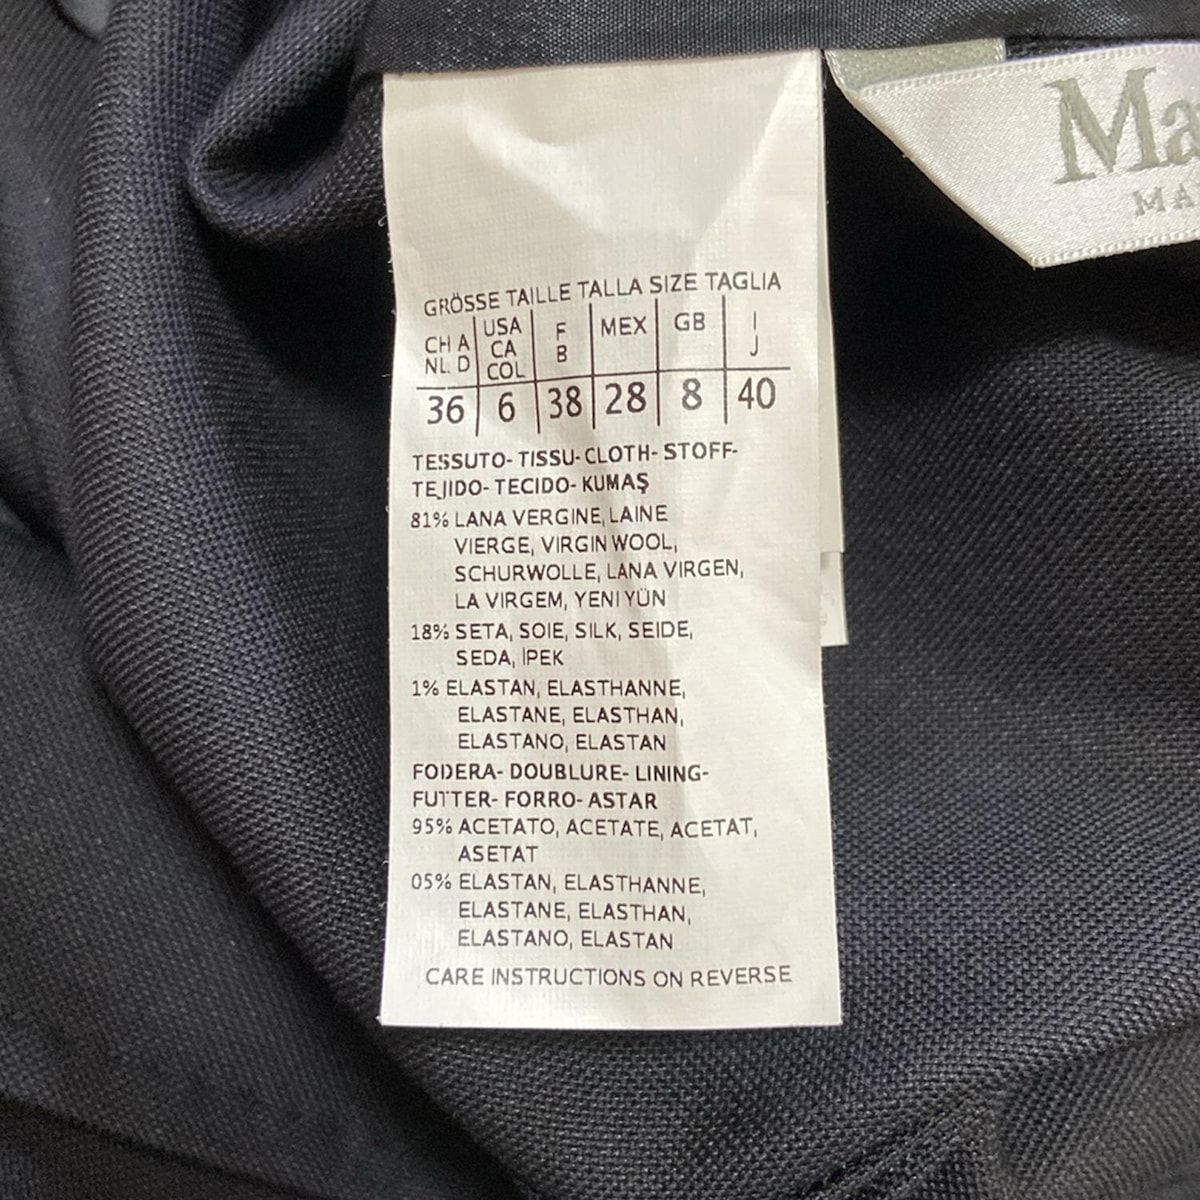 Ma
MA
GRÖSSE TAILLE TALLA SIZE TAGLIA
CH A NL. D | USA CA COL | F B | MEX | GB | I J
36 | 6 | 38 | 28 | 8 | 40
TESSUTO- TISSU- CLOTH- STOFF-
TEJIDO- TECIDO- KUMAŞ
81% LANA VERGINE, LAINE
VIERGE, VIRGIN WOOL,
SCHURWOLLE, LANA VIRGEN,
LA VIRGEM, YENI YÜN
18% SETA, SOIE, SILK, SEIDE,
SEDA, İPEK
1% ELASTAN, ELASTHANNE,
ELASTANE, ELASTHAN,
ELASTANO, ELASTAN
FODERA- DOUBLURE- LINING-
FUTTER- FORRO- ASTAR
95% ACETATO, ACETATE, ACETAT,
ASETAT
05% ELASTAN, ELASTHANNE,
ELASTANE, ELASTHAN,
ELASTANO, ELASTAN
CARE INSTRUCTIONS ON REVERSE